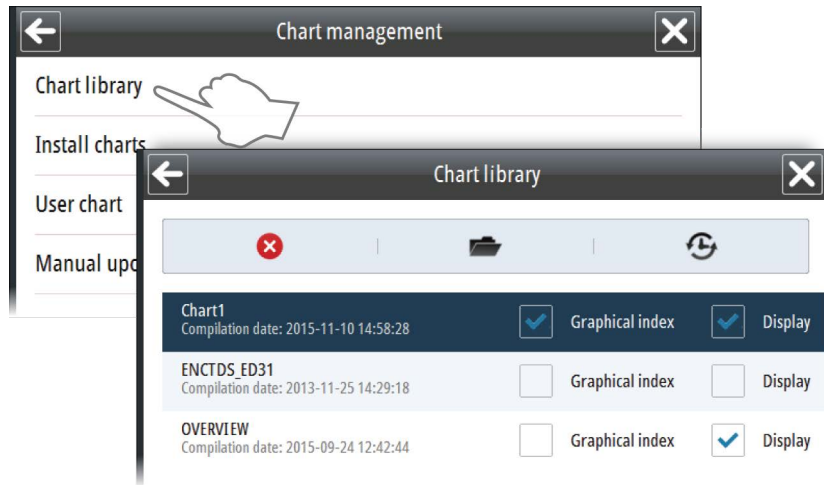 Chart management
Chart library
Install charts
User chart
Manual upd
Chart library
Chart1
Compilation date: 2015-11-10 14:58:28
Graphical index
Display
ENCTDS_ED31
Compilation date: 2013-11-25 14:29:18
Graphical index
Display
OVERVIEW
Compilation date: 2015-09-24 12:42:44
Graphical index
Display